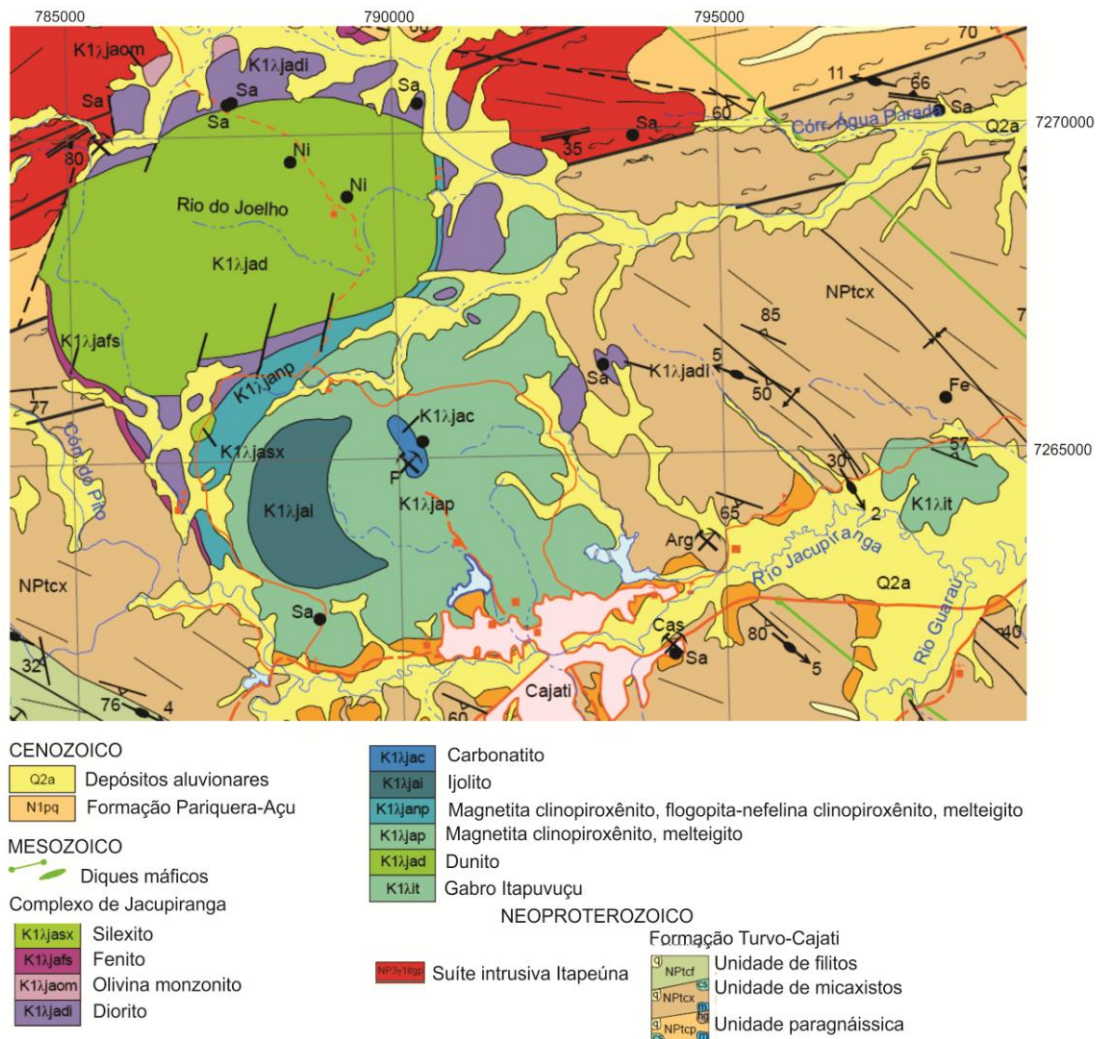 785000 790000 795000
K1λjaom
K1λjadi
Sa
Sa
Sa
Sa
Sa
80
Ni
Ni
Rio do Joelho
K1λjad
K1λjafs
K1λjanp
K1λjasx
K1λjac
K1λjai
K1λjap
F
77
Córr. do Pito
NPtcx
32
76
4
Sa
60
35
Sa
60
70
11
66
Sa
Córr. Água Parada
Q2a
7270000
NPtcx
85
5
50
Sa
K1λjadi
Fe
7265000
57
30
2
K1λit
65
Arg
Rio Jacupiranga
Q2a
Rio Guaraú
Cas
Sa
80
5
40
Cajati
CENOZOICO
Q2a Depósitos aluvionares
N1pq Formação Pariquera-Açu
MESOZOICO
Diques máficos
Complexo de Jacupiranga
K1λjasx Silexito
K1λjafs Fenito
K1λjaom Olivina monzonito
K1λjadi Diorito
K1λjac Carbonatito
K1λjai Ijolito
K1λjanp Magnetita clinopiroxênito, flogopita-nefelina clinopiroxênito, melteigito
K1λjap Magnetita clinopiroxênito, melteigito
K1λjad Dunito
K1λit Gabro Itapuvuçu
NEOPROTEROZOICO
Suíte intrusiva Itapeúna
Formação Turvo-Cajati
NPtcf Unidade de filitos
NPtcx Unidade de micaxistos
NPtcp Unidade paragnáissica